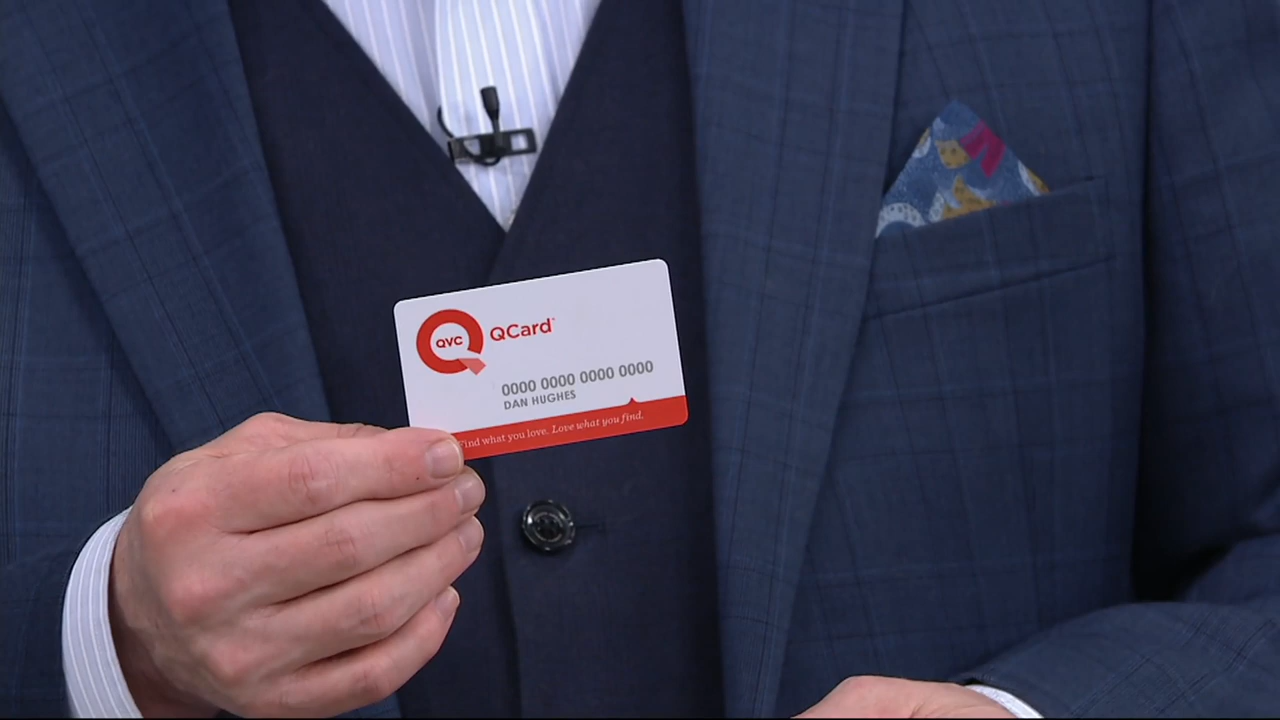 QVC
QCard™
0000 0000 0000 0000
DAN HUGHES
Find what you love. Love what you find.